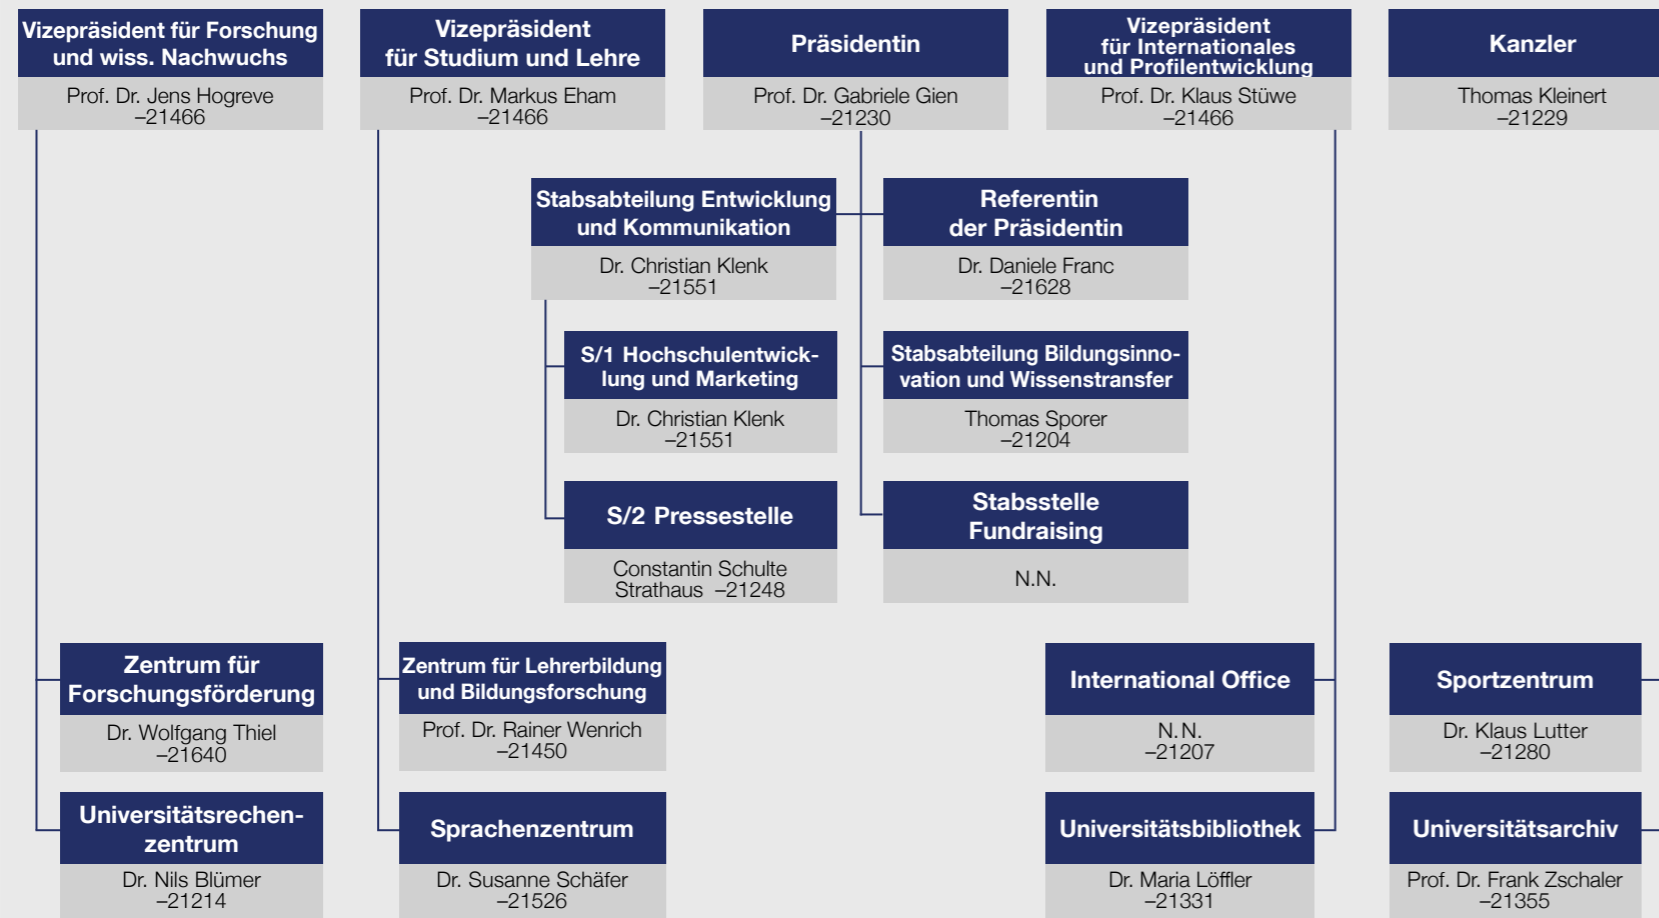 Vizepräsident für Forschung
und wiss. Nachwuchs
Prof. Dr. Jens Hogreve
–21466
Vizepräsident
für Studium und Lehre
Prof. Dr. Markus Eham
–21466
Präsidentin
Prof. Dr. Gabriele Gien
–21230
Vizepräsident
für Internationales
und Profilentwicklung
Prof. Dr. Klaus Stüwe
–21466
Kanzler
Thomas Kleinert
–21229
Stabsabteilung Entwicklung
und Kommunikation
Dr. Christian Klenk
–21551
Referentin
der Präsidentin
Dr. Daniele Franc
–21628
S/1 Hochschulentwick-
lung und Marketing
Dr. Christian Klenk
–21551
Stabsabteilung Bildungsinno-
vation und Wissenstransfer
Thomas Sporer
–21204
S/2 Pressestelle
Constantin Schulte
Strathaus –21248
Stabsstelle
Fundraising
N.N.
Zentrum für
Forschungsförderung
Dr. Wolfgang Thiel
–21640
Zentrum für Lehrerbildung
und Bildungsforschung
Prof. Dr. Rainer Wenrich
–21450
International Office
N. N.
–21207
Sportzentrum
Dr. Klaus Lutter
–21280
Universitätsrechen-
zentrum
Dr. Nils Blümer
–21214
Sprachenzentrum
Dr. Susanne Schäfer
–21526
Universitätsbibliothek
Dr. Maria Löffler
–21331
Universitätsarchiv
Prof. Dr. Frank Zschaler
–21355